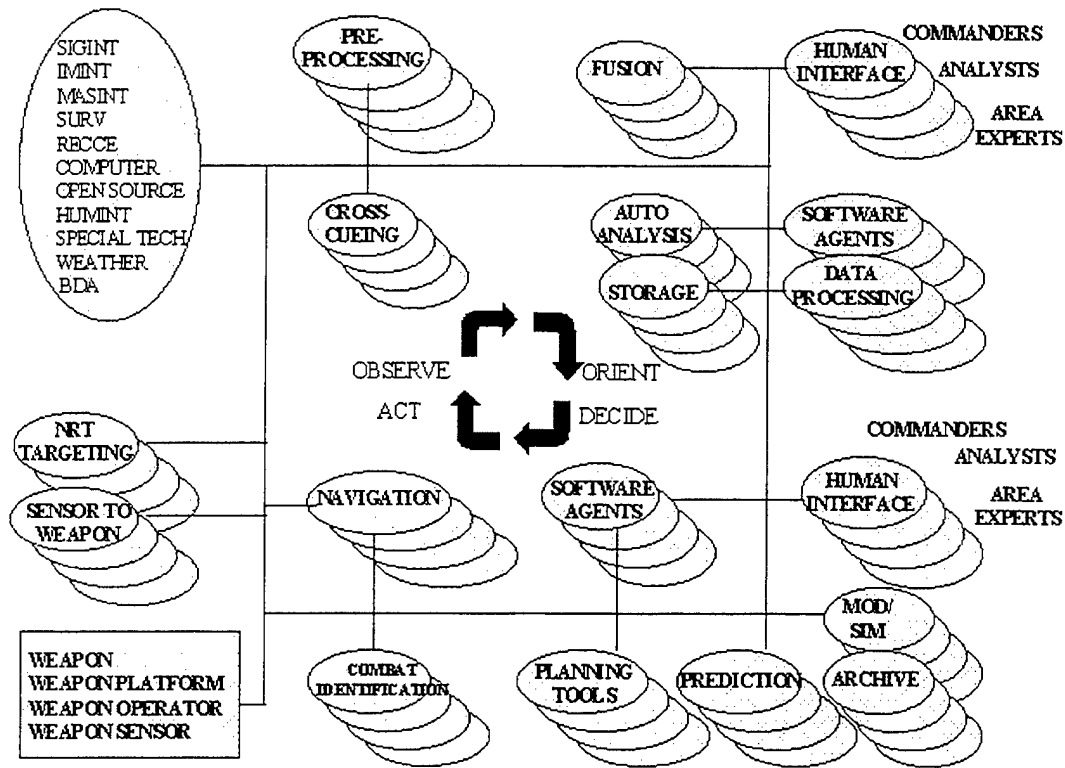 SIGINT
IMINT
MASINT
SURV
RECCE
COMPUTER
OPEN SOURCE
HUMINT
SPECIAL TECH
WEATHER
BDA
PRE-
PROCESSING
FUSION
HUMAN
INTERFACE
COMMANDERS
ANALYSTS
AREA
EXPERTS
CROSS-
CUEING
AUTO
ANALYSIS
SOFTWARE
AGENTS
STORAGE
DATA
PROCESSING
OBSERVE
ORIENT
ACT
DECIDE
NRT
TARGETING
SENSOR TO
WEAPON
NAVIGATION
SOFTWARE
AGENTS
HUMAN
INTERFACE
COMMANDERS
ANALYSTS
AREA
EXPERTS
WEAPON
WEAPON PLATFORM
WEAPON OPERATOR
WEAPON SENSOR
COMBAT
IDENTIFICATION
PLANNING
TOOLS
PREDICTION
MOD/
SIM
ARCHIVE